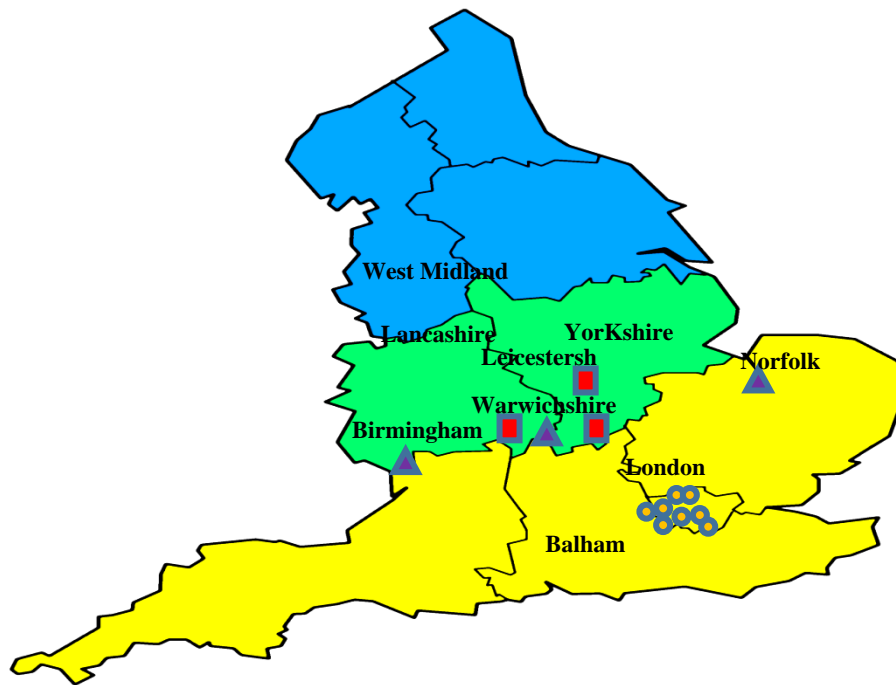 West Midland
Lancashire
YorKshire
Leicestersh
Norfolk
Warwichshire
Birmingham
London
Balham